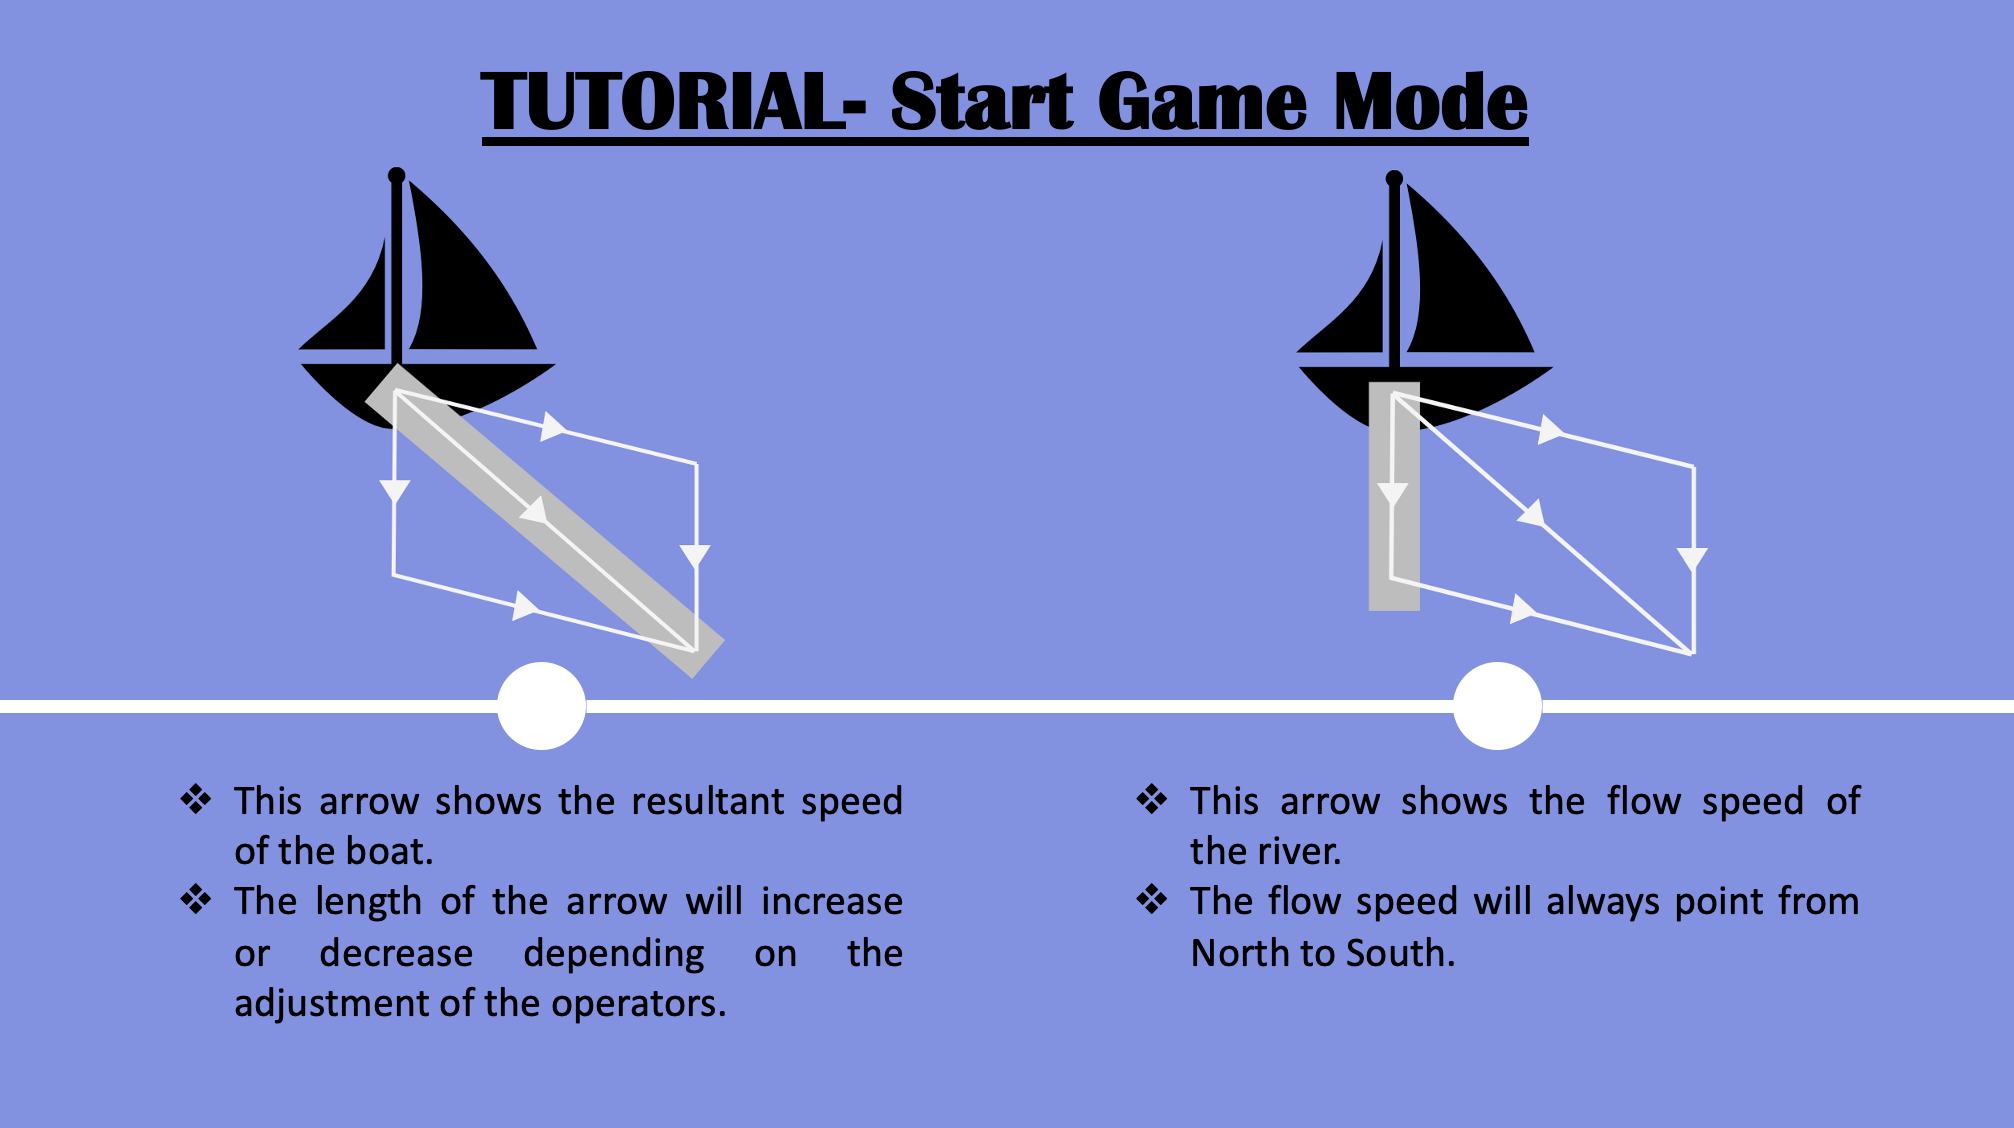 TUTORIAL- Start Game Mode
❖ This arrow shows the resultant speed
of the boat.
❖ The length of the arrow will increase
or decrease depending on the
adjustment of the operators.
❖ This arrow shows the flow speed of
the river.
❖ The flow speed will always point from
North to South.